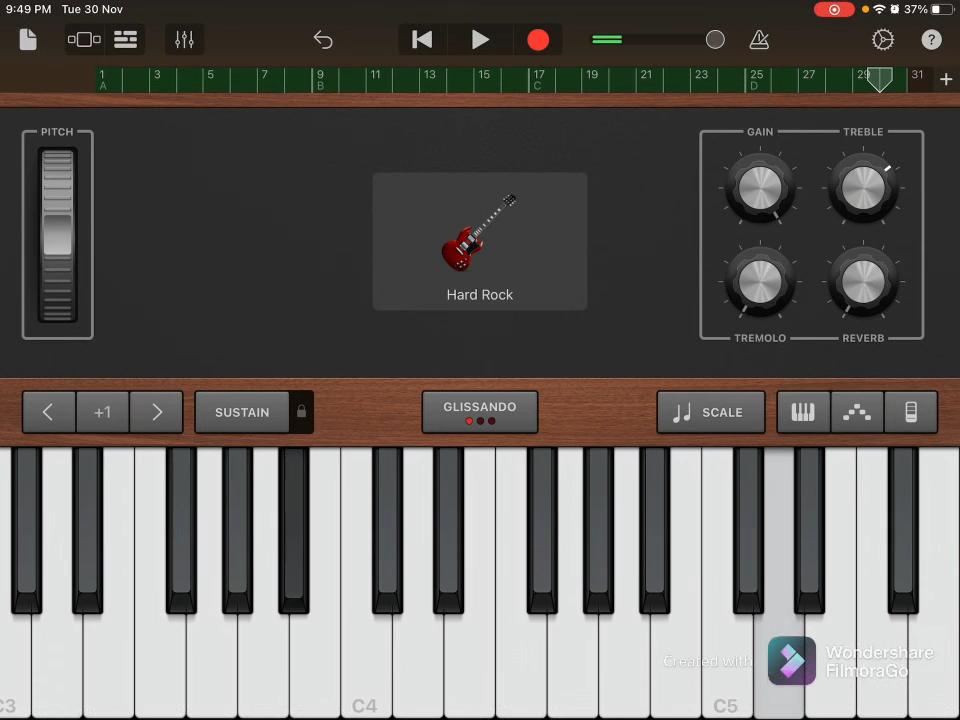 9:49 PM Tue 30 Nov
37%
?
1 3 5 7 9 11 13 15 17 19 21 23 25 27 29 31 +
A B C D
PITCH
GAIN TREBLE
Hard Rock
TREMOLO REVERB
+1
SUSTAIN
GLISSANDO
SCALE
C3 C4 C5
Created with
Wondershare
FilmoraGo